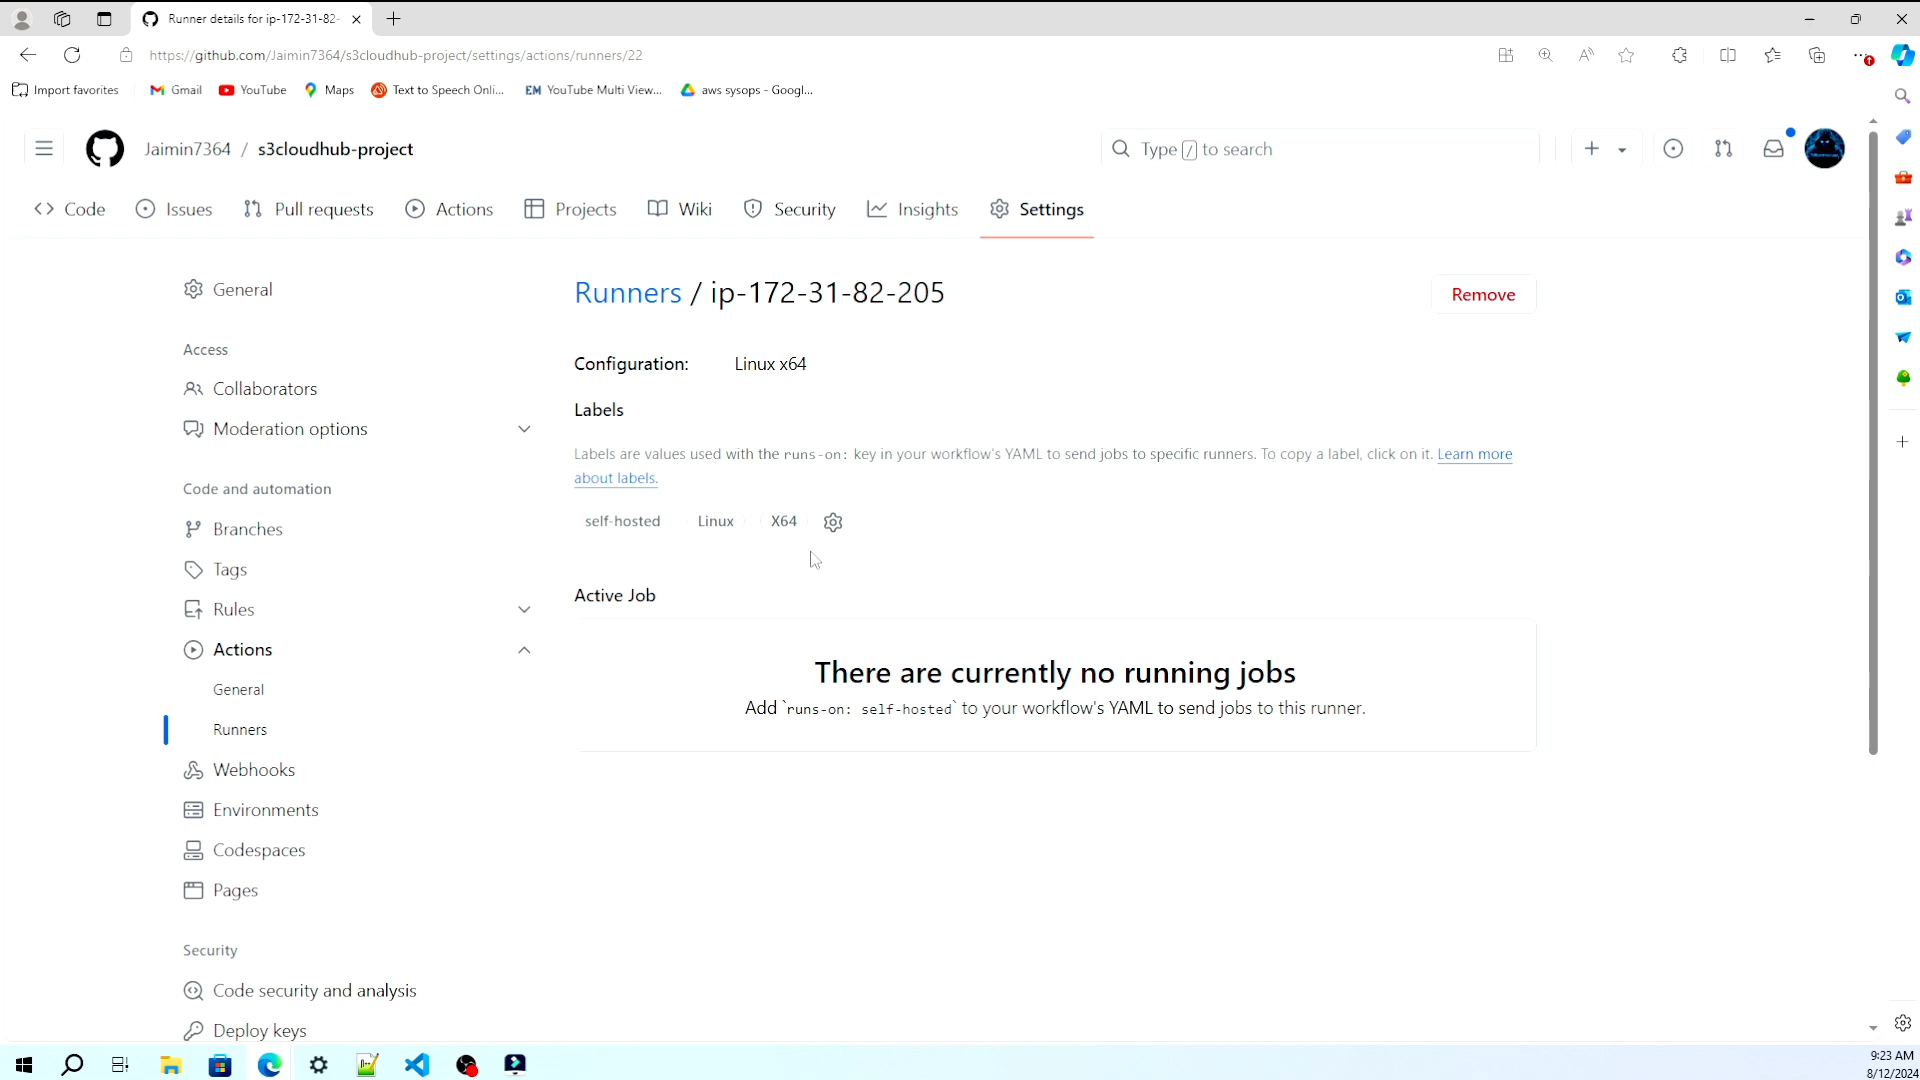 Runner details for ip-172-31-82-
https://github.com/Jaimin7364/s3cloudhub-project/settings/actions/runners/22
Import favorites
Gmail
YouTube
Maps
Text to Speech Onli...
EM YouTube Multi View...
aws sysops - Googl...
Jaimin7364 / s3cloudhub-project
Type / to search
Code
Issues
Pull requests
Actions
Projects
Wiki
Security
Insights
Settings
General
Access
Collaborators
Moderation options
Code and automation
Branches
Tags
Rules
Actions
General
Runners
Webhooks
Environments
Codespaces
Pages
Security
Code security and analysis
Deploy keys
Runners / ip-172-31-82-205
Remove
Configuration: Linux x64
Labels
Labels are values used with the runs-on: key in your workflow's YAML to send jobs to specific runners. To copy a label, click on it. Learn more
about labels.
self-hosted Linux X64
Active Job
There are currently no running jobs
Add `runs-on: self-hosted` to your workflow's YAML to send jobs to this runner.
9:23 AM
8/12/2024